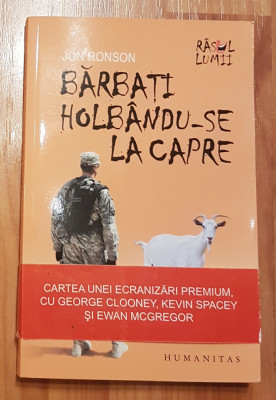 RÂSUL
LUMII
JON RONSON
BĂRBAȚI
HOLBÂNDU-SE
LA CAPRE
CARTEA UNEI ECRANIZĂRI PREMIUM,
CU GEORGE CLOONEY, KEVIN SPACEY
ȘI EWAN MCGREGOR
HUMANITAS